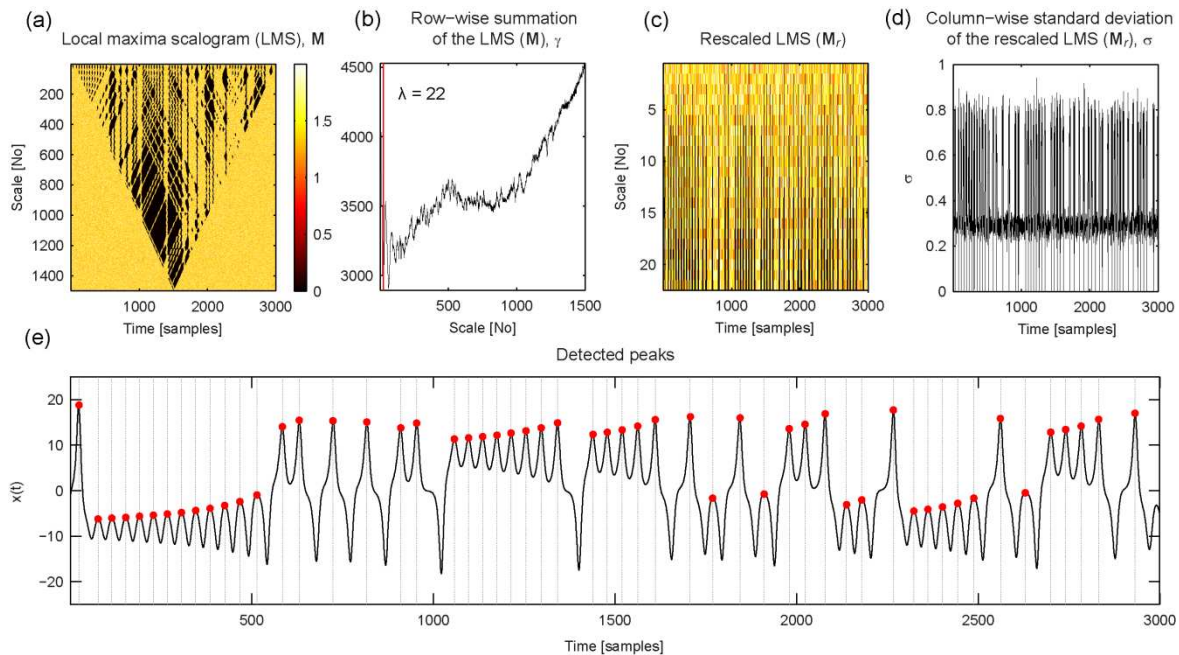 (a)
Local maxima scalogram (LMS), M
200
400
600
800
1000
1200
1400
Scale [No]
1000 2000 3000
Time [samples]
1.5
1
0.5
0
(b)
Row−wise summation
of the LMS (M), γ
4500
4000
3500
3000
λ = 22
500 1000 1500
Scale [No]
(c)
Rescaled LMS (Mr)
5
10
15
20
Scale [No]
1000 2000 3000
Time [samples]
(d)
Column−wise standard deviation
of the rescaled LMS (Mr), σ
1
0.8
0.6
0.4
0.2
0
σ
1000 2000 3000
Time [samples]
(e)
Detected peaks
20
10
0
−10
−20
x(t)
500 1000 1500 2000 2500 3000
Time [samples]